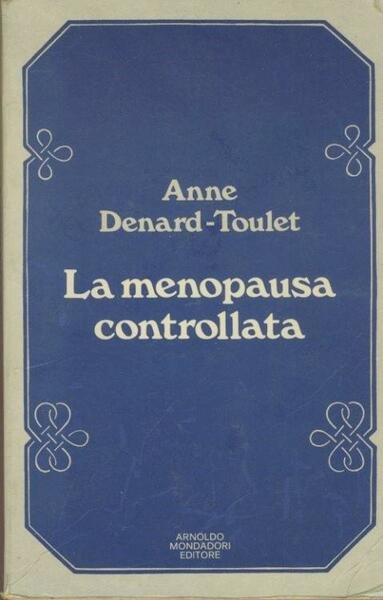 Anne
Denard-Toulet
La menopausa
controllata
ARNOLDO
MONDADORI
EDITORE